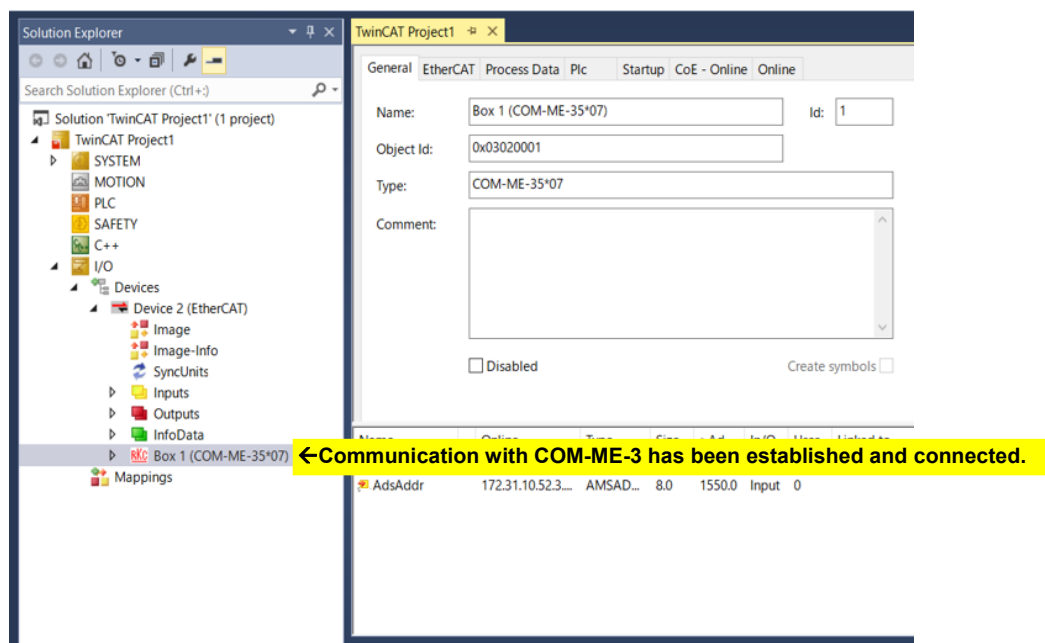 Solution Explorer
Search Solution Explorer (Ctrl+:)
Solution 'TwinCAT Project1' (1 project)
TwinCAT Project1
SYSTEM
MOTION
PLC
SAFETY
C++
I/O
Devices
Device 2 (EtherCAT)
Image
Image-Info
SyncUnits
Inputs
Outputs
InfoData
RKC Box 1 (COM-ME-35*07)
Mappings
TwinCAT Project1
General EtherCAT Process Data Plc Startup CoE - Online Online
Name: Box 1 (COM-ME-35*07) Id: 1
Object Id: 0x03020001
Type: COM-ME-35*07
Comment:
Disabled Create symbols
←Communication with COM-ME-3 has been established and connected.
AdsAddr 172.31.10.52.3.... AMSAD... 8.0 1550.0 Input 0